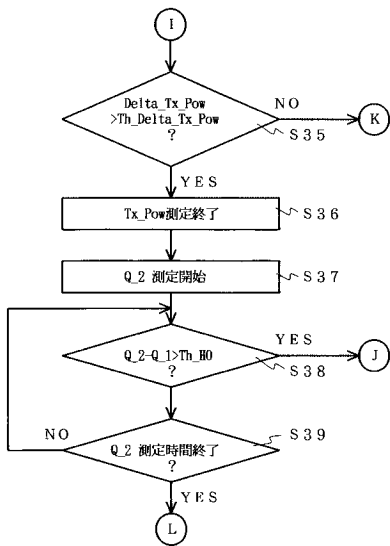 I
Delta_Tx_Pow
>Th_Delta_Tx_Pow
?
NO
K
S35
YES
Tx_Pow測定終了
S36
Q_2 測定開始
S37
Q_2-Q_1>Th_HO
?
YES
J
S38
S39
NO
Q_2 測定時間終了
?
YES
L